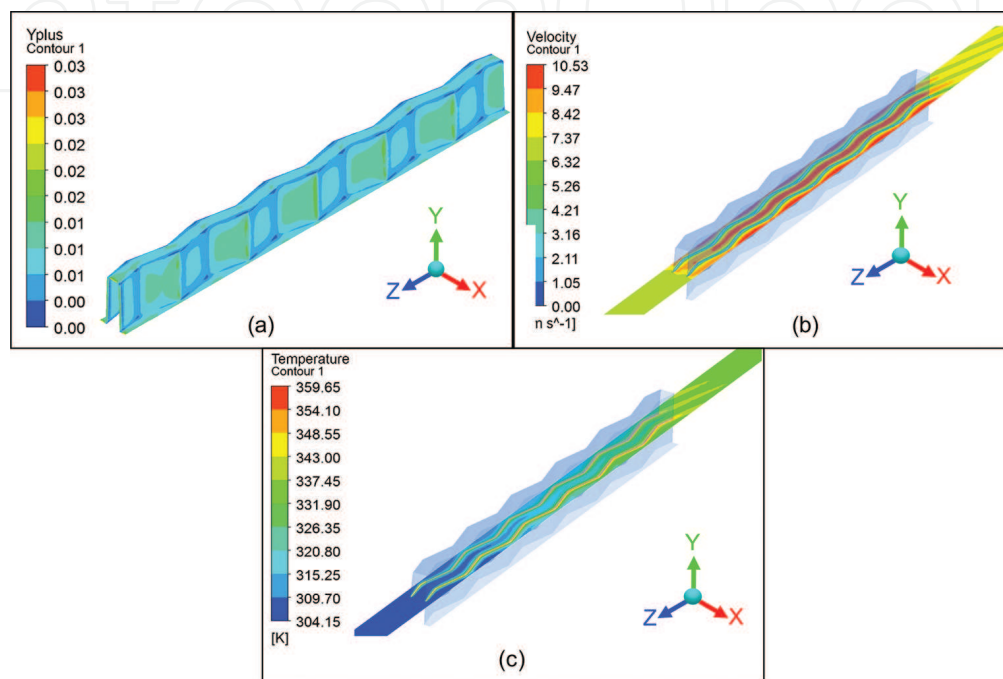 Yplus
Contour 1
0.03
0.03
0.03
0.02
0.02
0.02
0.01
0.01
0.01
0.00
0.00
Y
Z
X
(a)
Velocity
Contour 1
10.53
9.47
8.42
7.37
6.32
5.26
4.21
3.16
2.11
1.05
0.00
n s^-1]
Y
Z
X
(b)
Temperature
Contour 1
359.65
354.10
348.55
343.00
337.45
331.90
326.35
320.80
315.25
309.70
304.15
[K]
Y
Z
X
(c)